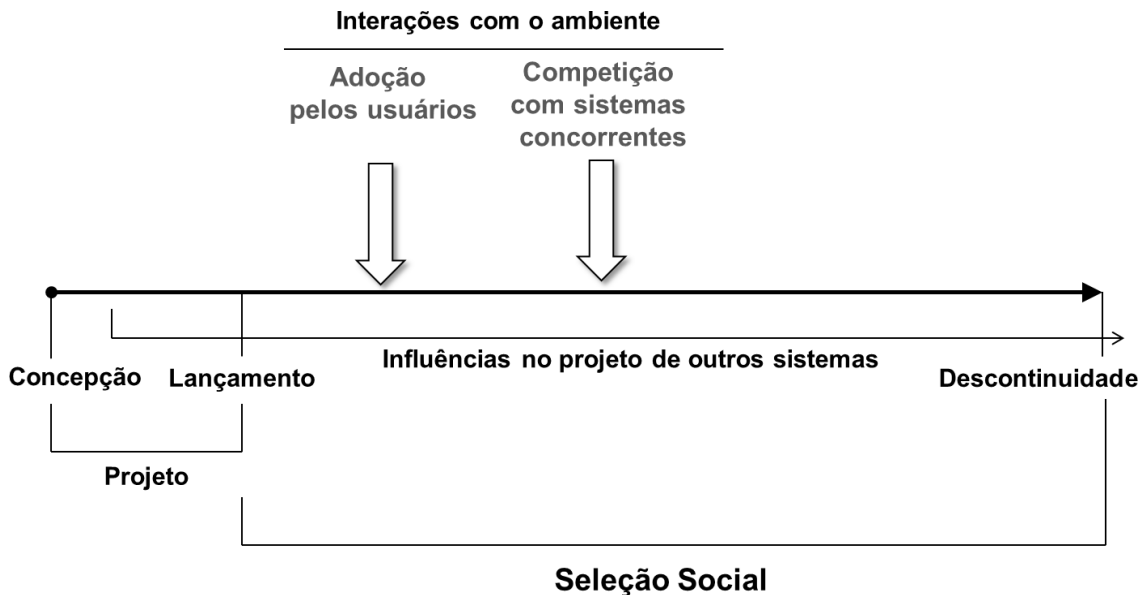 Interações com o ambiente
Adoção
pelos usuários
Competição
com sistemas
concorrentes
Influências no projeto de outros sistemas
Concepção
Lançamento
Descontinuidade
Projeto
Seleção Social